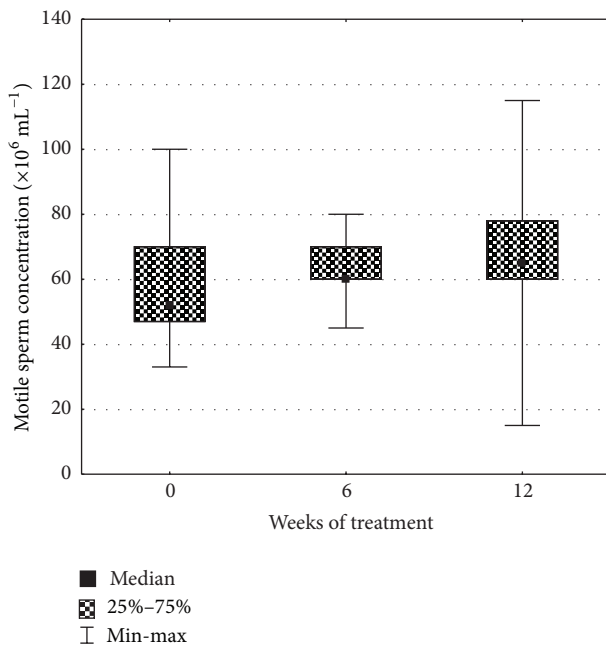 140
120
100
80
60
40
20
0
Motile sperm concentration (×10⁶ mL⁻¹)
0 6 12
Weeks of treatment
Median
25%–75%
Min-max